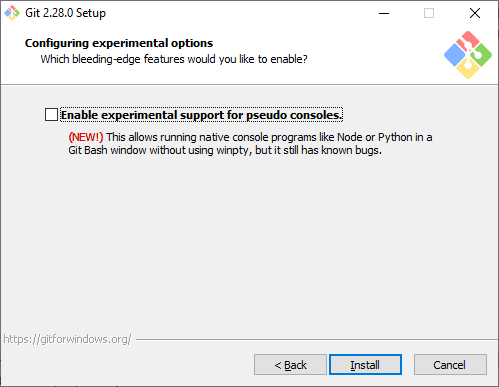 Git 2.28.0 Setup
Configuring experimental options
Which bleeding-edge features would you like to enable?
Enable experimental support for pseudo consoles.
(NEW!) This allows running native console programs like Node or Python in a
Git Bash window without using winpty, but it still has known bugs.
https://gitforwindows.org/
< Back Install Cancel